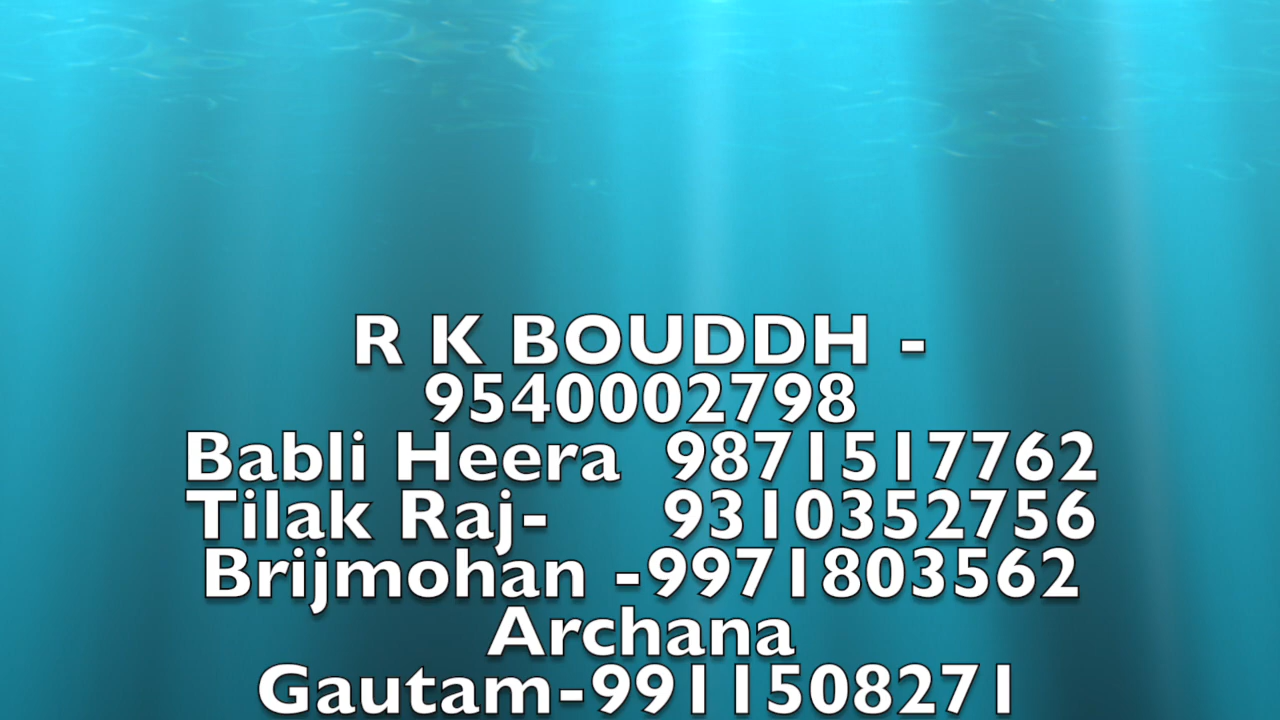 R K BOUDDH -
9540002798
Babli Heera 9871517762
Tilak Raj- 9310352756
Brijmohan -9971803562
Archana
Gautam-9911508271